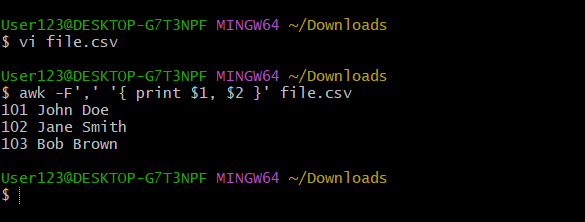 User123@DESKTOP-G7T3NPF MINGW64 ~/Downloads
$ vi file.csv
User123@DESKTOP-G7T3NPF MINGW64 ~/Downloads
$ awk -F',' '{ print $1, $2 }' file.csv
101 John Doe
102 Jane Smith
103 Bob Brown
User123@DESKTOP-G7T3NPF MINGW64 ~/Downloads
$